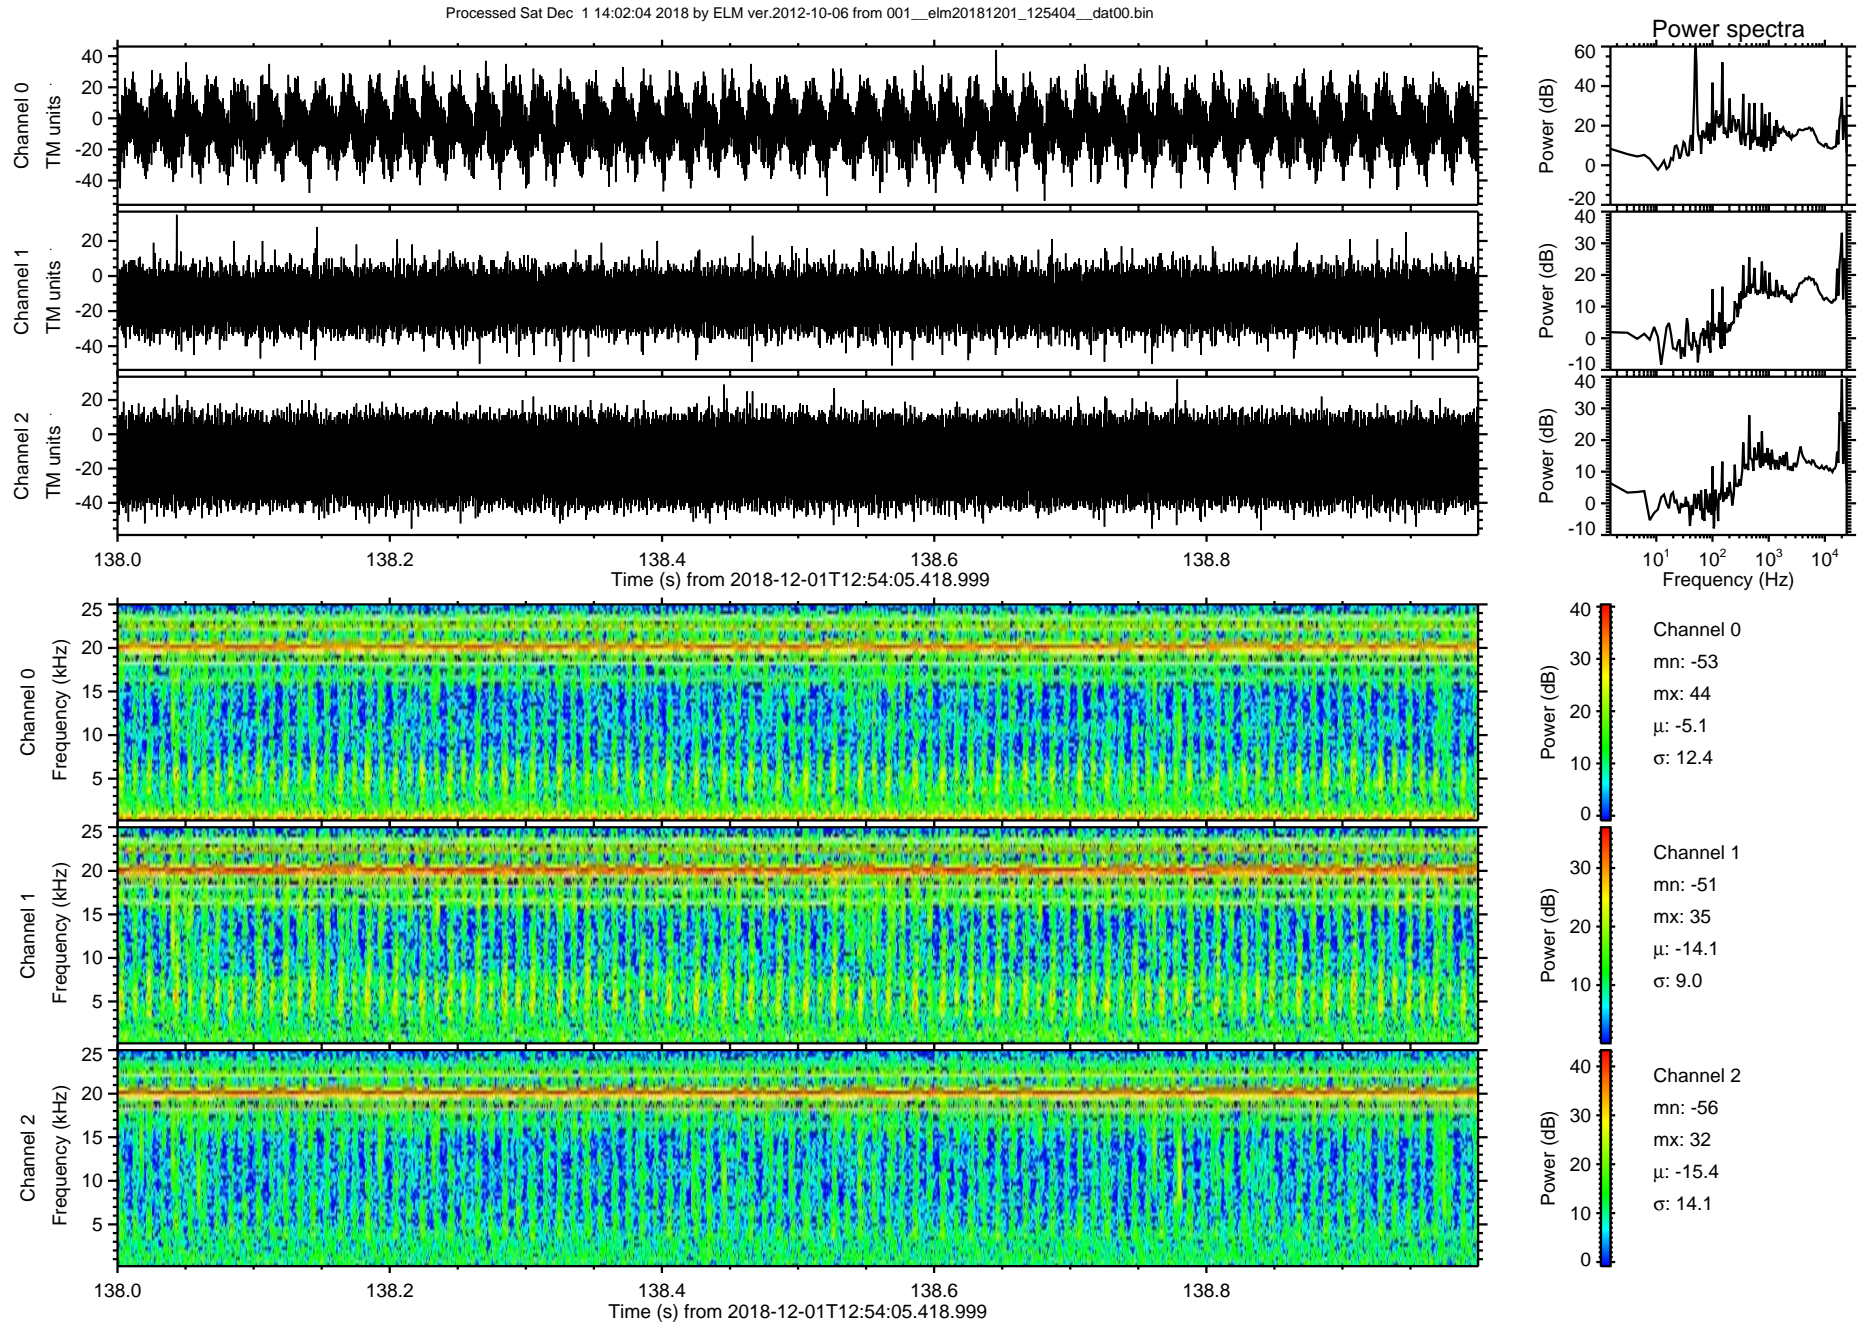 Processed Sat Dec  1 14:02:04 2018 by ELM ver.2012-10-06 from 001__elm20181201_125404__dat00.bin
Power spectra
Channel 0
TM units
40
20
0
-20
-40
Power (dB)
60
40
20
0
-20
Channel 1
TM units
20
0
-20
-40
Power (dB)
40
30
20
10
0
-10
Channel 2
TM units
20
0
-20
-40
Power (dB)
40
30
20
10
0
-10
138.0 138.2 138.4 138.6 138.8
Time (s) from 2018-12-01T12:54:05.418.999
10^1 10^2 10^3 10^4
Frequency (Hz)
Channel 0
Frequency (kHz)
25
20
15
10
5
Power (dB)
40
30
20
10
0
Channel 0
mn: -53
mx: 44
μ: -5.1
σ: 12.4
Channel 1
Frequency (kHz)
25
20
15
10
5
Power (dB)
30
20
10
Channel 1
mn: -51
mx: 35
μ: -14.1
σ: 9.0
Channel 2
Frequency (kHz)
25
20
15
10
5
Power (dB)
40
30
20
10
0
Channel 2
mn: -56
mx: 32
μ: -15.4
σ: 14.1
138.0 138.2 138.4 138.6 138.8
Time (s) from 2018-12-01T12:54:05.418.999